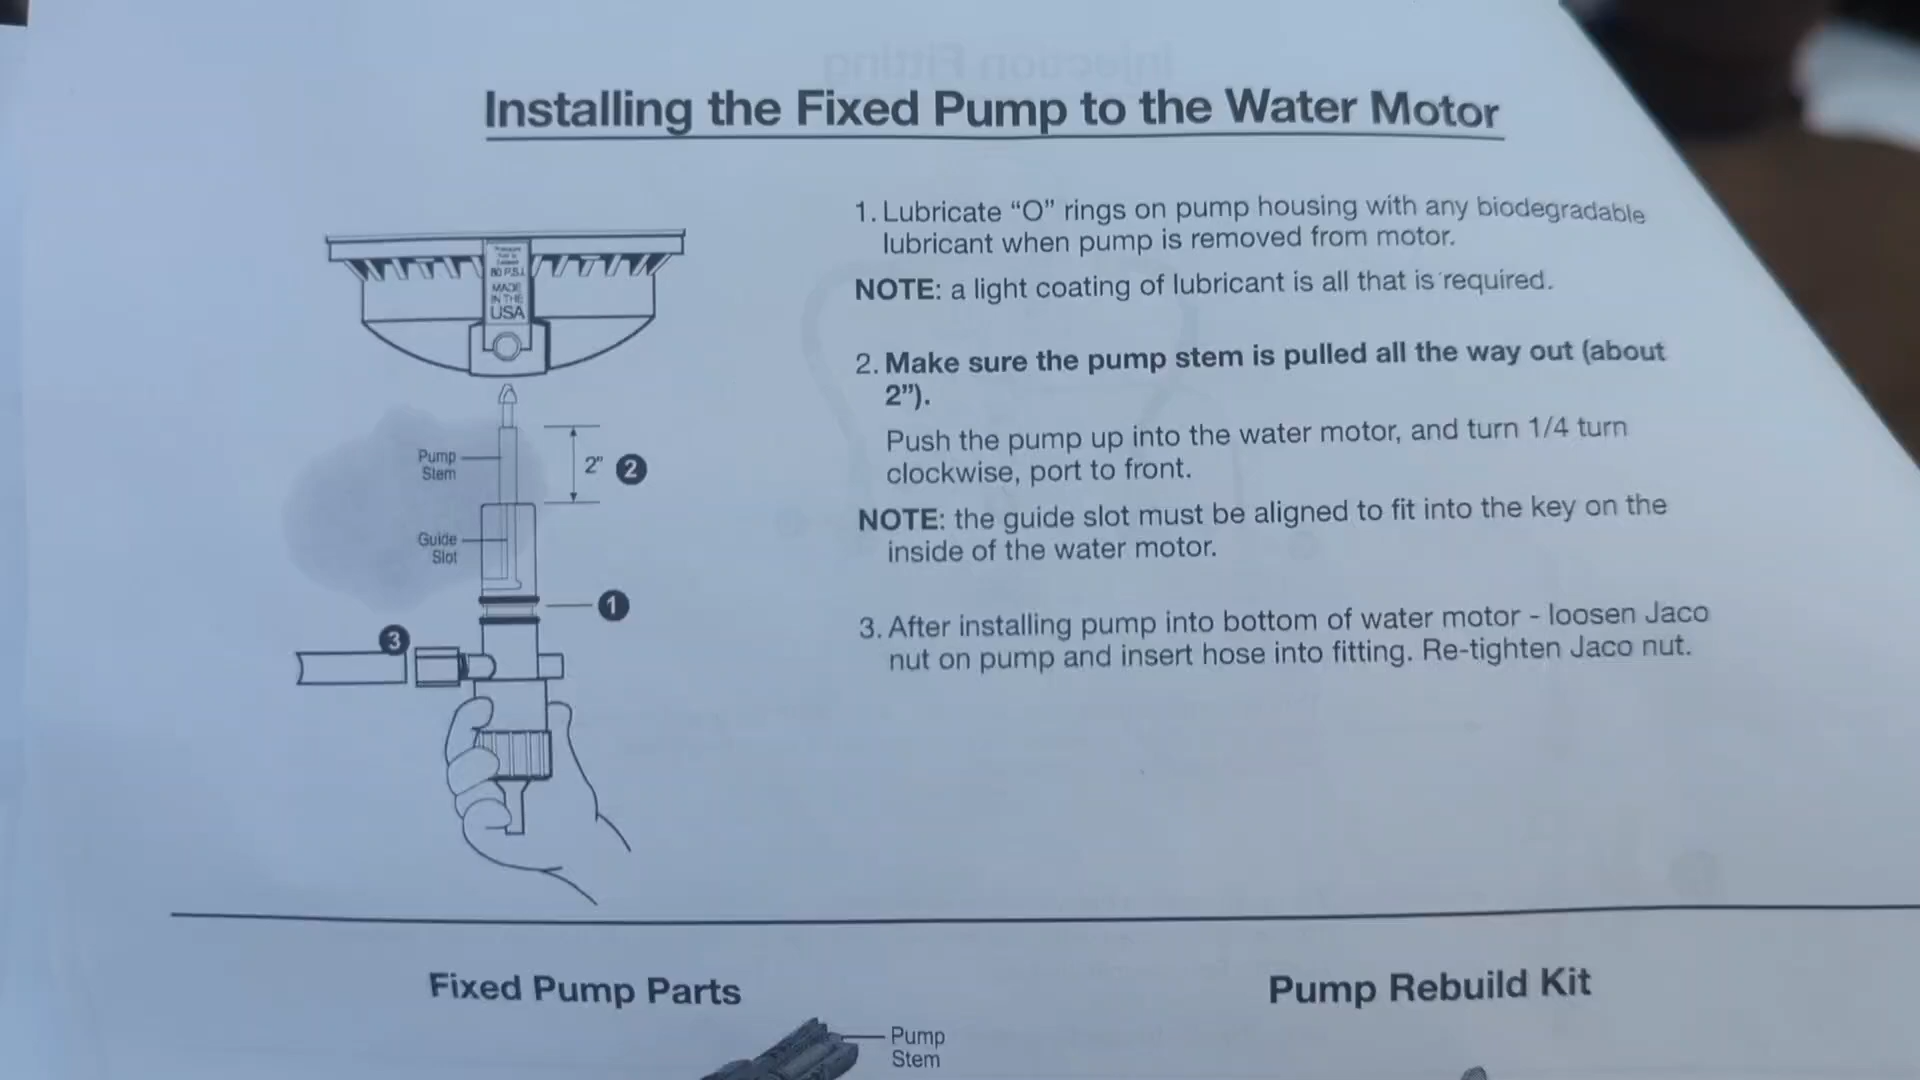 Installing the Fixed Pump to the Water Motor
1. Lubricate “O” rings on pump housing with any biodegradable
lubricant when pump is removed from motor.
NOTE: a light coating of lubricant is all that is required.
2. Make sure the pump stem is pulled all the way out (about
2”).
Push the pump up into the water motor, and turn 1/4 turn
clockwise, port to front.
NOTE: the guide slot must be aligned to fit into the key on the
inside of the water motor.
3. After installing pump into bottom of water motor - loosen Jaco
nut on pump and insert hose into fitting. Re-tighten Jaco nut.
80 P.S.I.
MADE
IN THE
USA
Pump
Stem
2"
2
Guide
Slot
1
3
Fixed Pump Parts
Pump Rebuild Kit
Pump
Stem